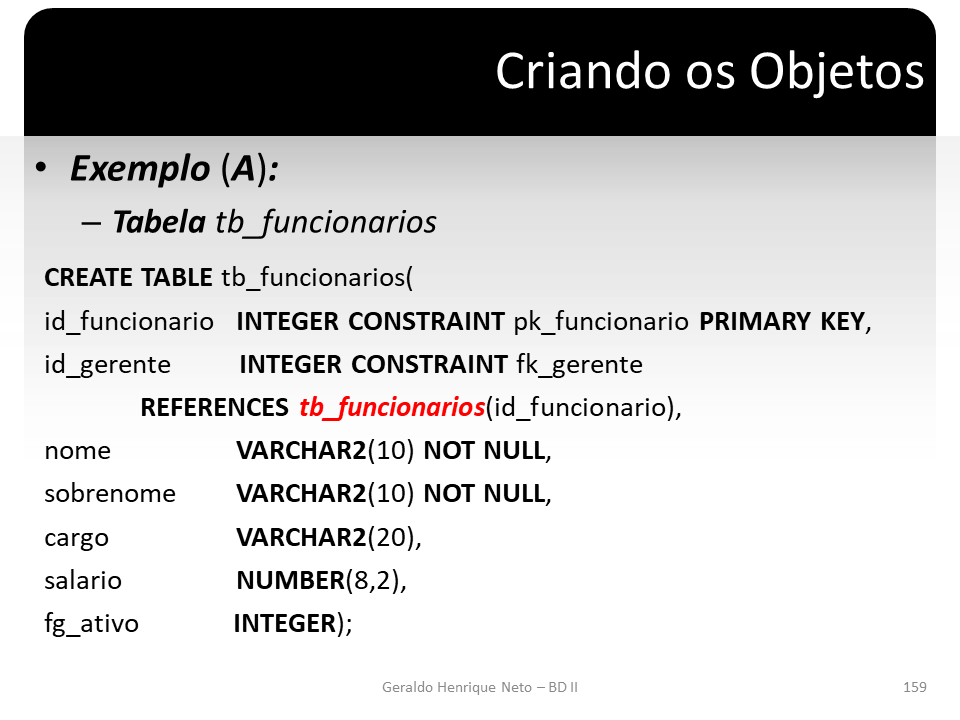 Criando os Objetos
• Exemplo (A):
– Tabela tb_funcionarios
CREATE TABLE tb_funcionarios(
id_funcionario INTEGER CONSTRAINT pk_funcionario PRIMARY KEY,
id_gerente INTEGER CONSTRAINT fk_gerente
REFERENCES tb_funcionarios(id_funcionario),
nome VARCHAR2(10) NOT NULL,
sobrenome VARCHAR2(10) NOT NULL,
cargo VARCHAR2(20),
salario NUMBER(8,2),
fg_ativo INTEGER);
Geraldo Henrique Neto – BD II 159